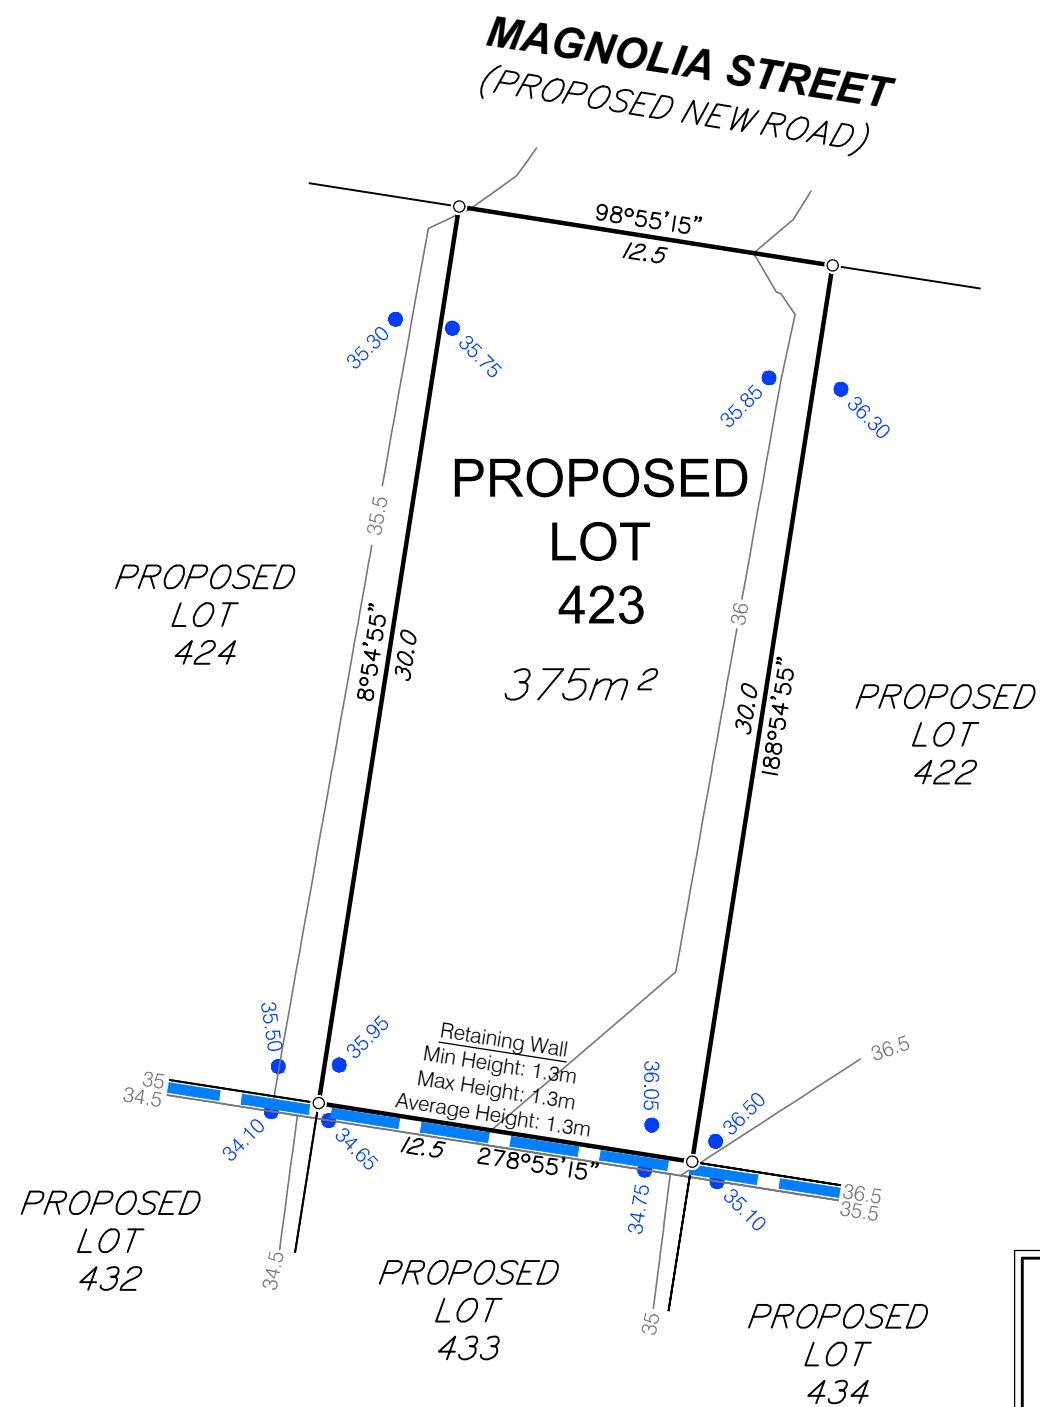 MAGNOLIA STREET
(PROPOSED NEW ROAD)
98°55'15"
12.5
35.30
35.75
35.85
36.30
PROPOSED
LOT
423
375m²
35.5
36
PROPOSED
LOT
424
8°54'55"
30.0
30.0
188°54'55"
PROPOSED
LOT
422
35.50
35.95
Retaining Wall
Min Height: 1.3m
Max Height: 1.3m
Average Height: 1.3m
36.05
36.50
36.5
35
34.5
34.10
34.65
12.5
278°55'15"
34.75
35.10
36.5
35.5
PROPOSED
LOT
432
34.5
PROPOSED
LOT
433
35
PROPOSED
LOT
434